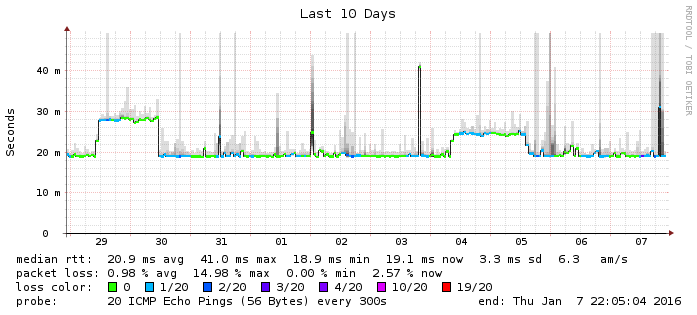 Last 10 Days
RRDTOOL / TOBI OETIKER
Seconds
40 m
30 m
20 m
10 m
0
29 30 31 01 02 03 04 05 06 07
median rtt: 20.9 ms avg 41.0 ms max 18.9 ms min 19.1 ms now 3.3 ms sd 6.3 am/s
packet loss: 0.98 % avg 14.98 % max 0.00 % min 2.57 % now
loss color: 0 1/20 2/20 3/20 4/20 10/20 19/20
probe: 20 ICMP Echo Pings (56 Bytes) every 300s end: Thu Jan 7 22:05:04 2016